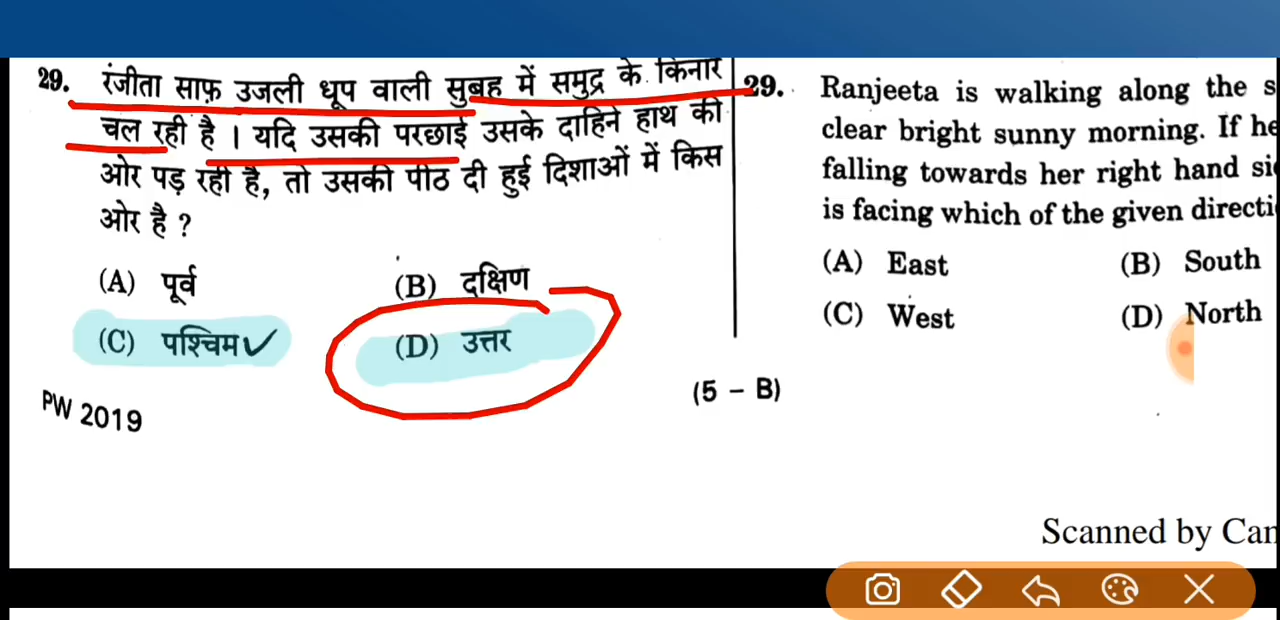 29. रंजीता साफ़ उजली धूप वाली सुबह में समुद्र के किनारे
चल रही है । यदि उसकी परछाई उसके दाहिने हाथ की
ओर पड़ रही है, तो उसकी पीठ दी हुई दिशाओं में किस
ओर है ?
(A) पूर्व (B) दक्षिण
(C) पश्चिम (D) उत्तर
PW 2019
(5 – B)
29. Ranjeeta is walking along the s
clear bright sunny morning. If he
falling towards her right hand si
is facing which of the given directi
(A) East (B) South
(C) West (D) North
Scanned by Can